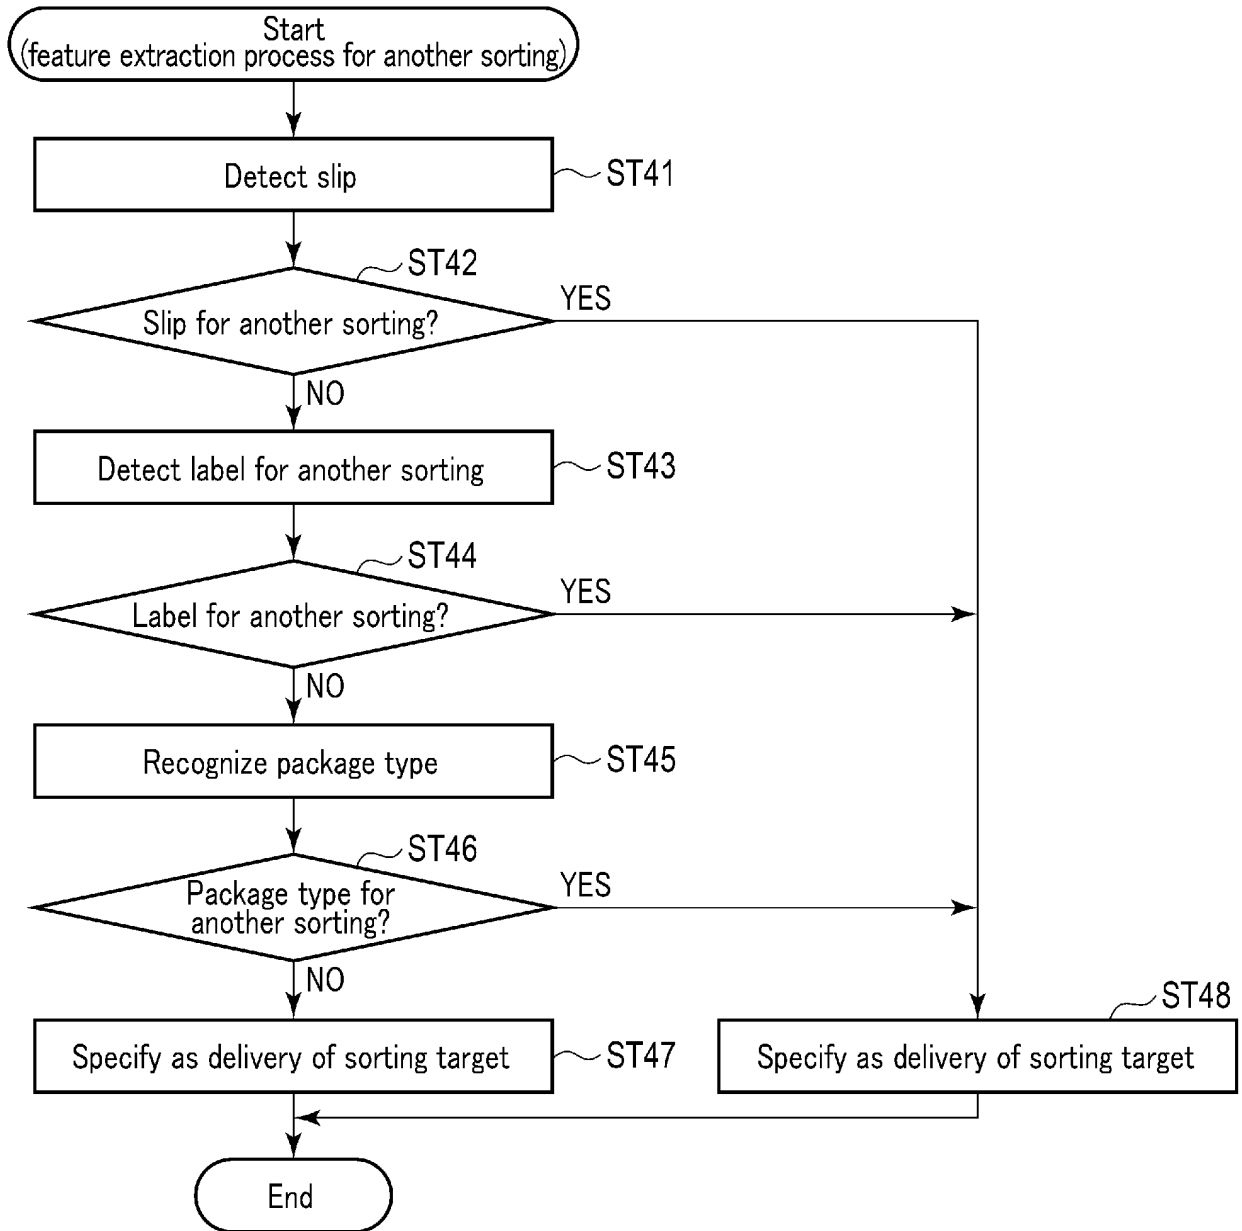 Start
(feature extraction process for another sorting)
Detect slip
ST41
ST42
Slip for another sorting?
YES
NO
Detect label for another sorting
ST43
ST44
Label for another sorting?
YES
NO
Recognize package type
ST45
ST46
Package type for
another sorting?
YES
NO
Specify as delivery of sorting target
ST47
ST48
Specify as delivery of sorting target
End